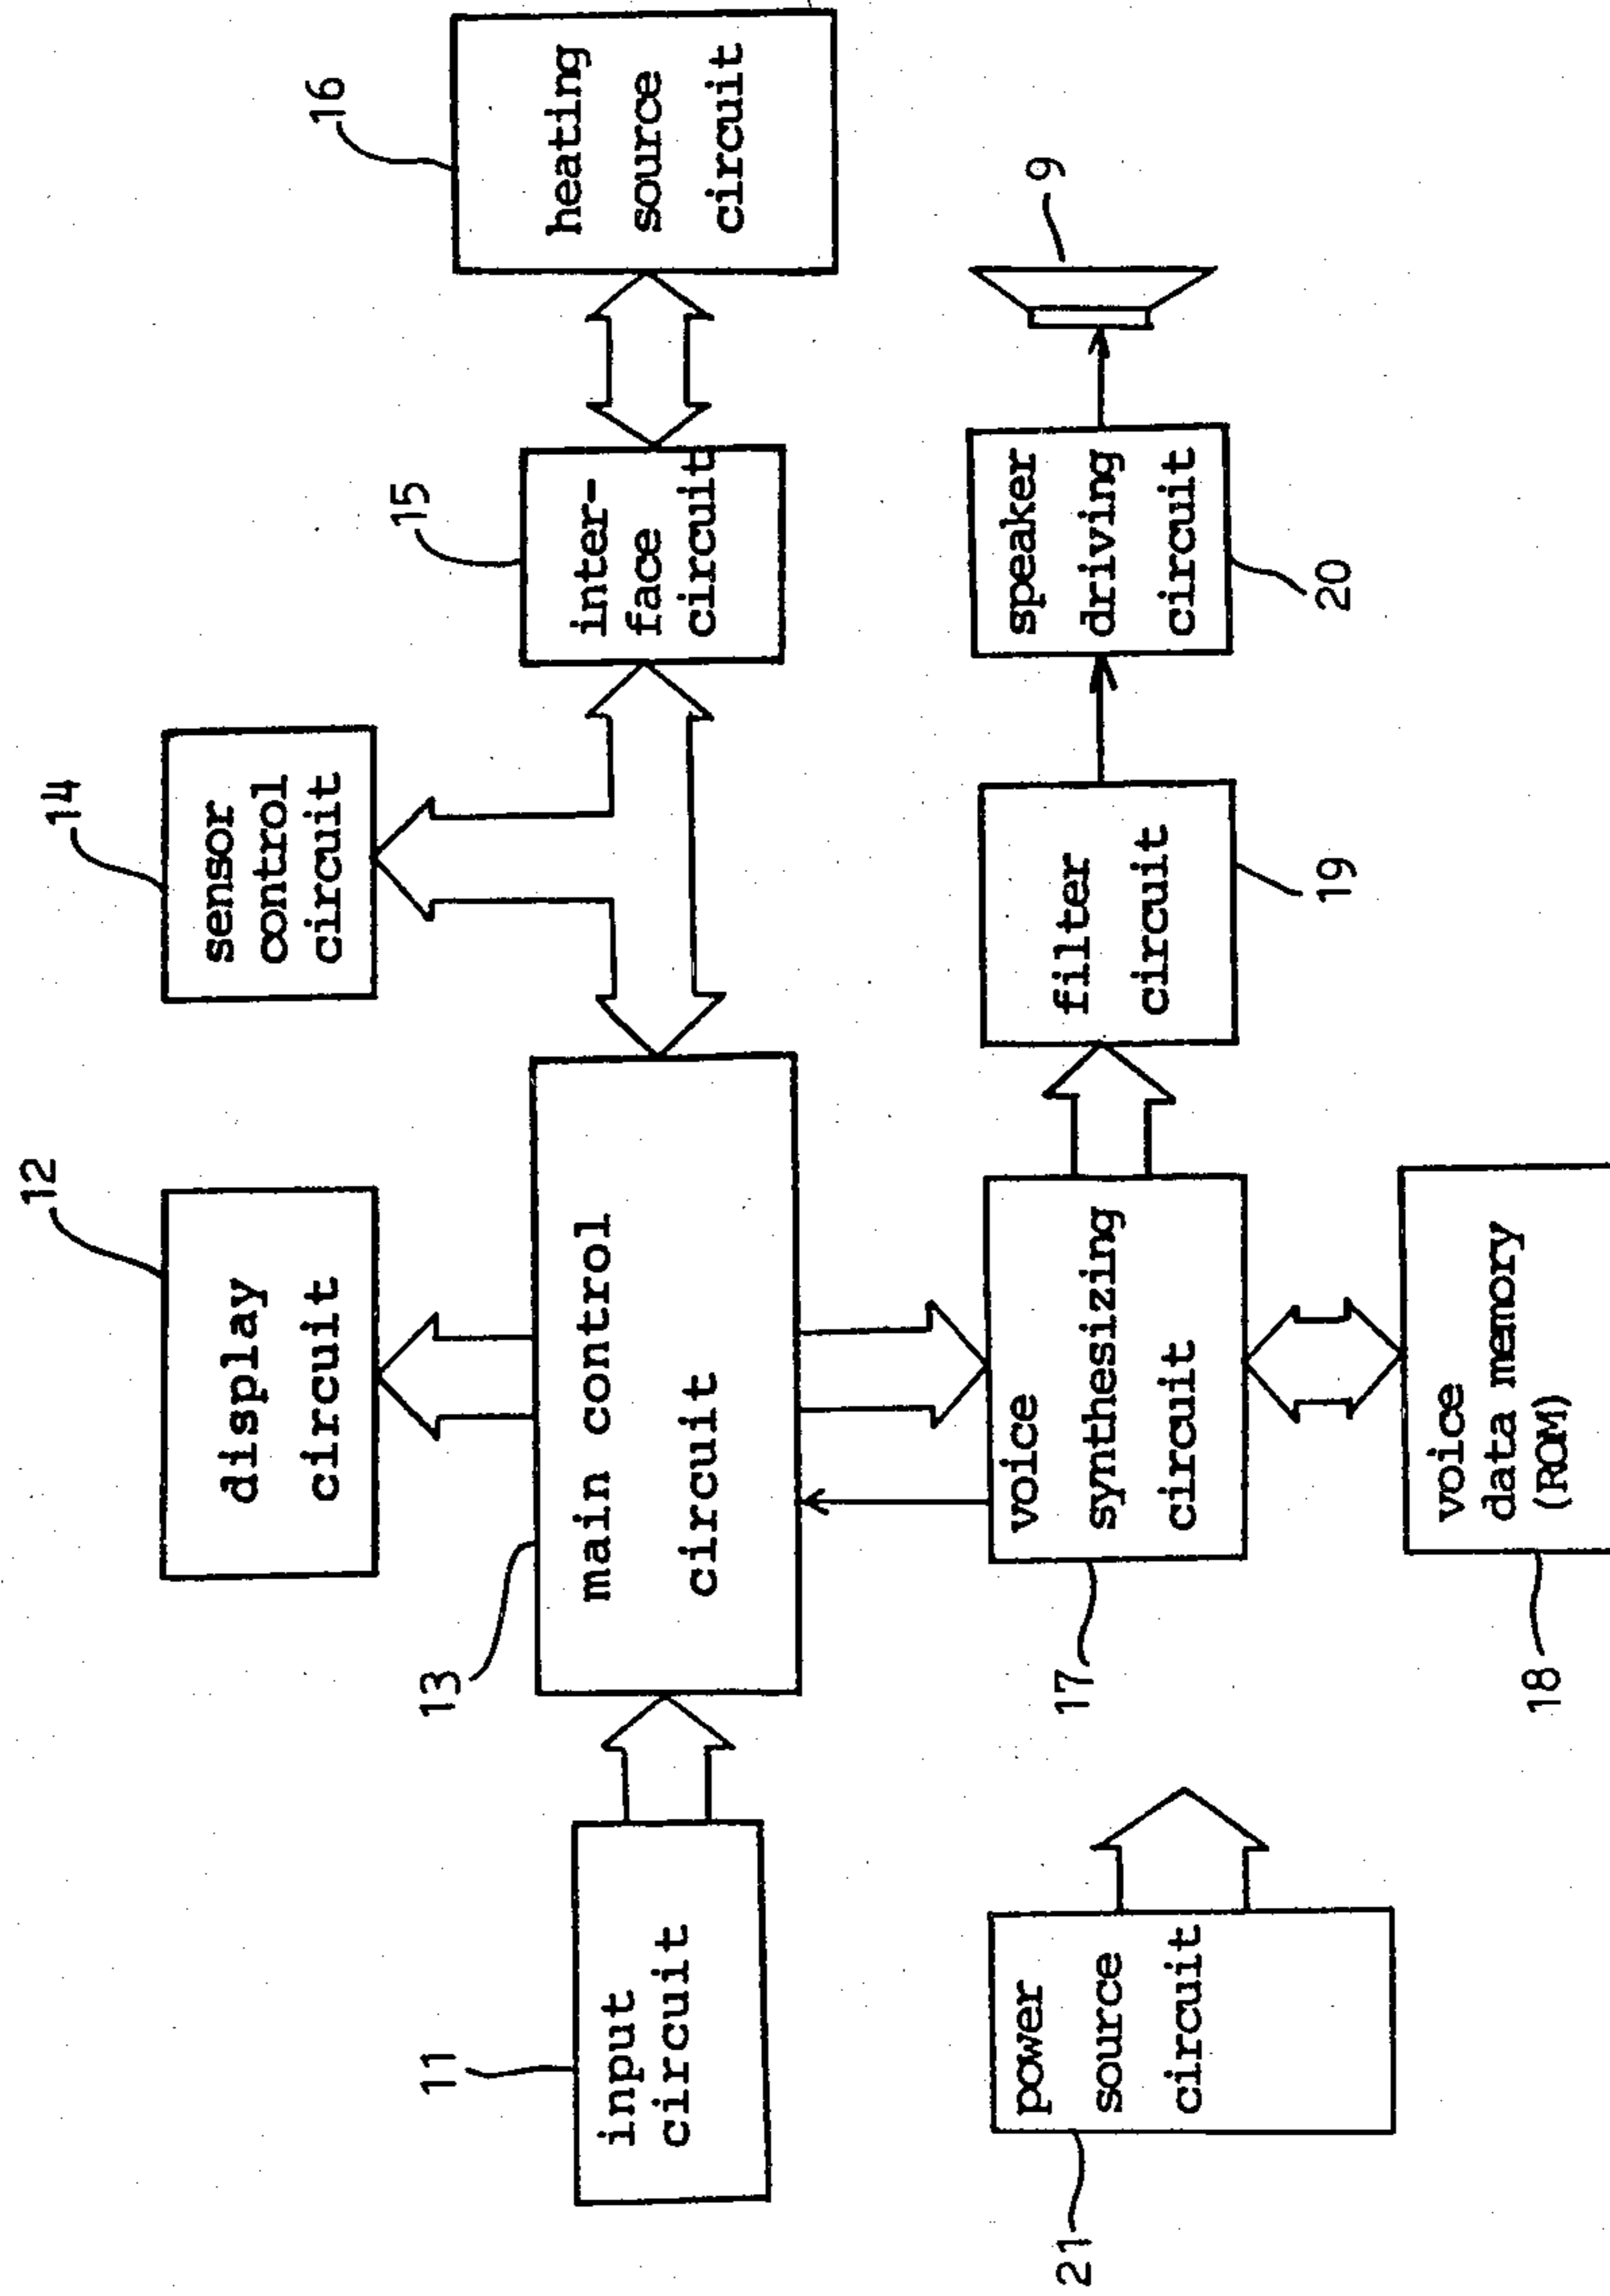 12
display
circuit
14
sensor
control
circuit
16
heating
source
circuit
15
inter-
face
circuit
13
main control
circuit
11
input
circuit
17
voice
synthesizing
circuit
filter
circuit
19
speaker
driving
circuit
20
9
21
power
source
circuit
18
voice
data memory
(ROM)